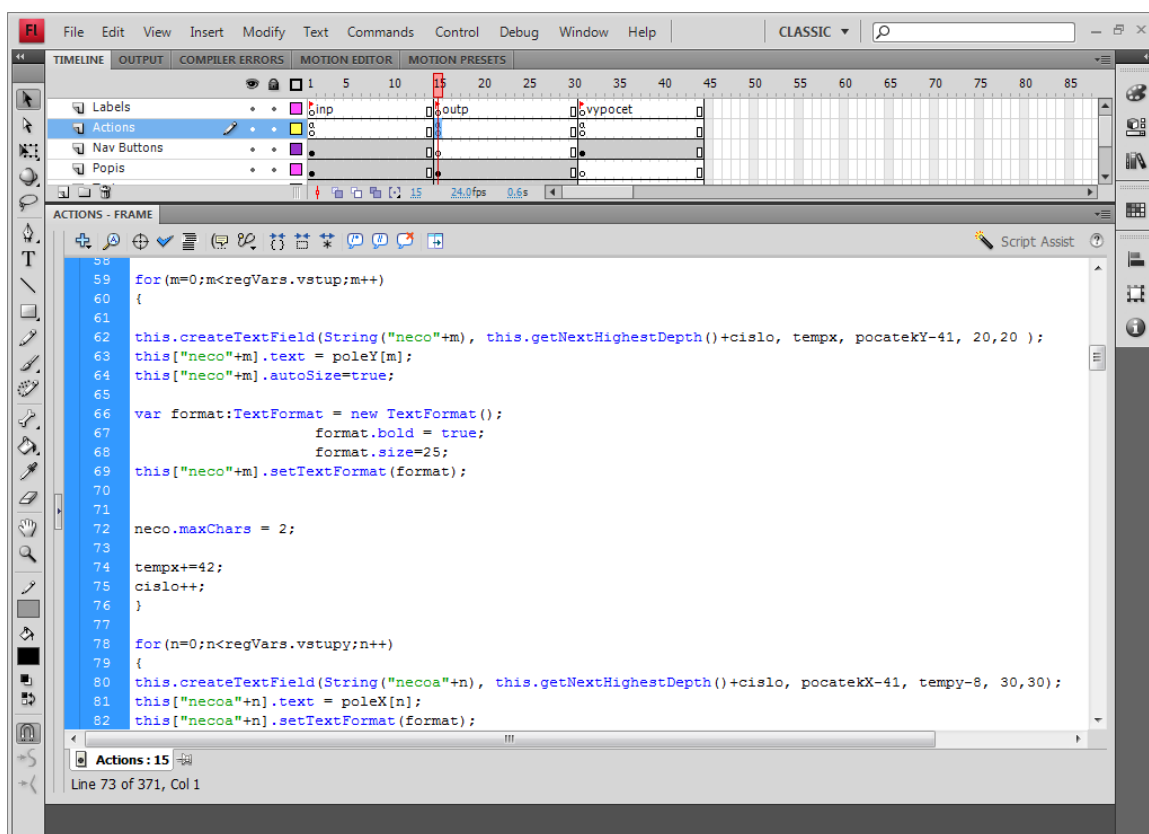 Fl File Edit View Insert Modify Text Commands Control Debug Window Help CLASSIC
TIMELINE OUTPUT COMPILER ERRORS MOTION EDITOR MOTION PRESETS
1 5 10 15 20 25 30 35 40 45 50 55 60 65 70 75 80 85
Labels inp outp vypocet
Actions
Nav Buttons
Popis
15 24.0fps 0.6s
ACTIONS - FRAME
Script Assist
58
59 for(m=0;m<regVars.vstup;m++)
60 {
61
62 this.createTextField(String("neco"+m), this.getNextHighestDepth()+cislo, tempx, pocatekY-41, 20,20 );
63 this["neco"+m].text = poleY[m];
64 this["neco"+m].autoSize=true;
65
66 var format:TextFormat = new TextFormat();
67 format.bold = true;
68 format.size=25;
69 this["neco"+m].setTextFormat(format);
70
71
72 neco.maxChars = 2;
73
74 tempx+=42;
75 cislo++;
76 }
77
78 for(n=0;n<regVars.vstupy;n++)
79 {
80 this.createTextField(String("necoa"+n), this.getNextHighestDepth()+cislo, pocatekX-41, tempy-8, 30,30);
81 this["necoa"+n].text = poleX[n];
82 this["necoa"+n].setTextFormat(format);
Actions : 15
Line 73 of 371, Col 1